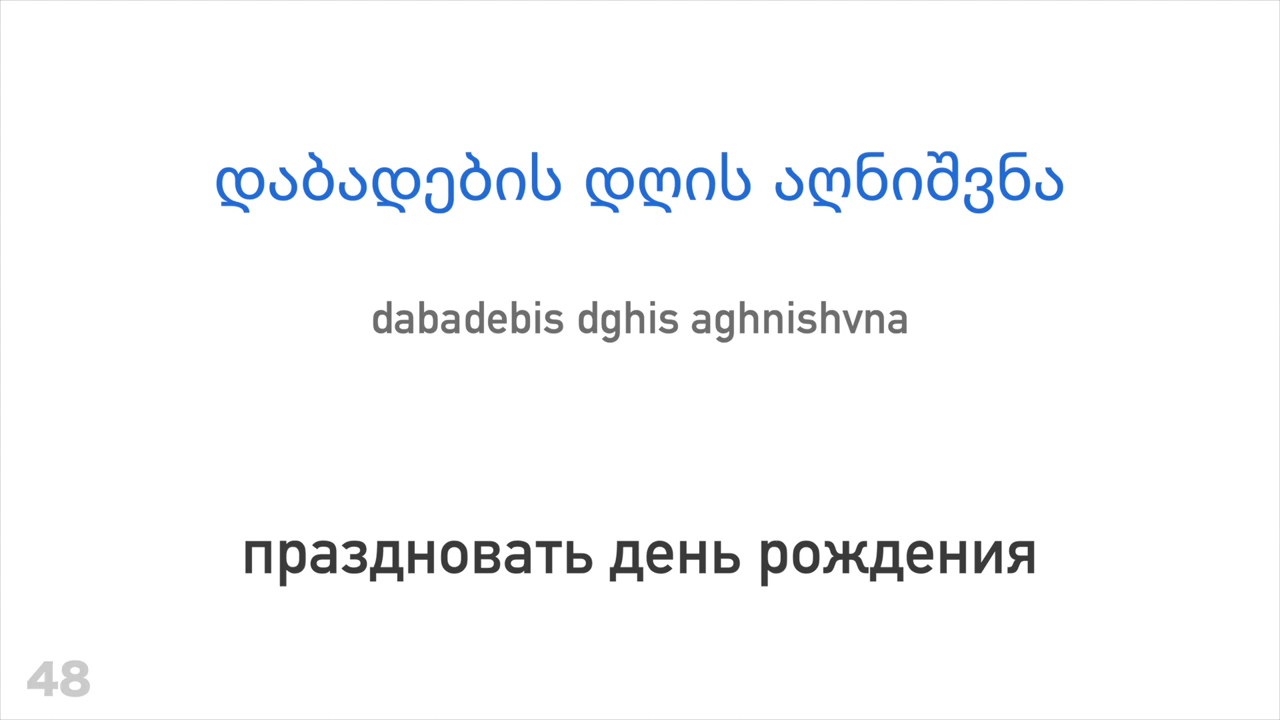 დაბადების დღის აღნიშვნა
dabadebis dghis aghnishvna
праздновать день рождения
48